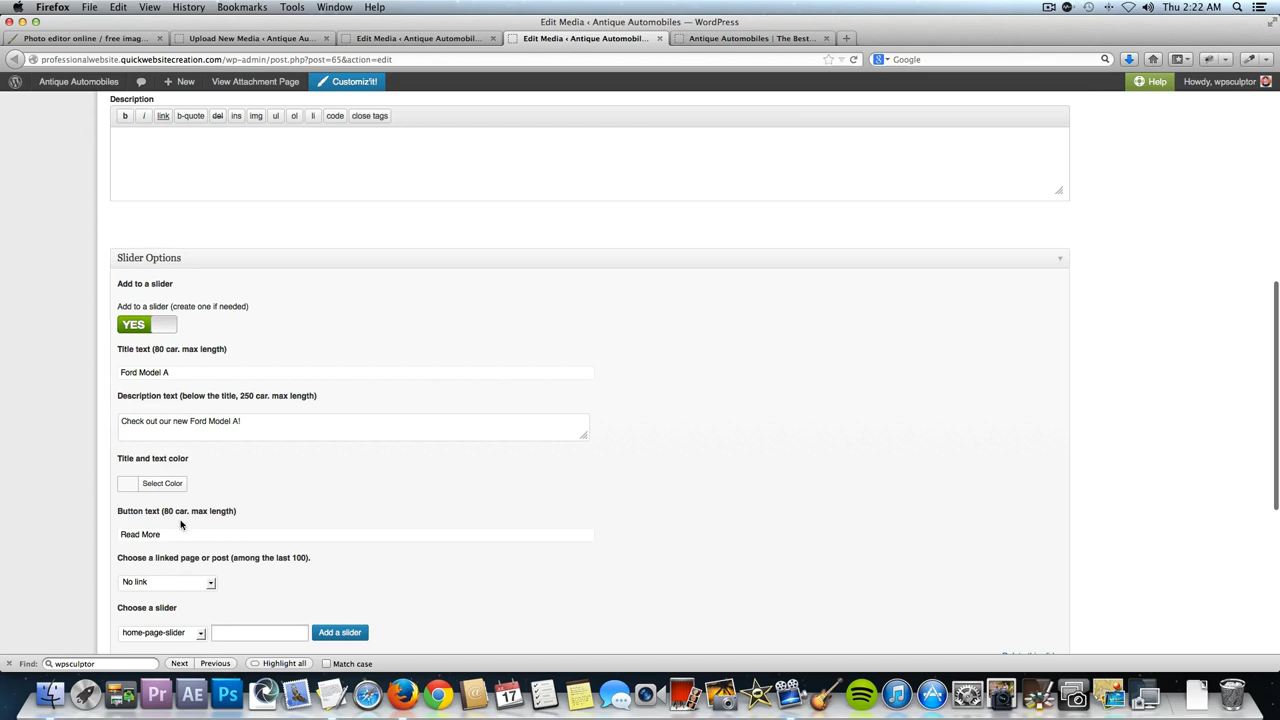 Firefox File Edit View History Bookmarks Tools Window Help Thu 2:22 AM
Edit Media ‹ Antique Automobiles — WordPress
Photo editor online / free imag... Upload New Media ‹ Antique Au... Edit Media ‹ Antique Automobil... Edit Media ‹ Antique Automobil... Antique Automobiles | The Best...
professionalwebsite.quickwebsitecreation.com/wp-admin/post.php?post=65&action=edit Google
Antique Automobiles + New View Attachment Page Customiz'it! Help Howdy, wpsculptor
Description
b i link b-quote del ins img ul ol li code close tags
Slider Options
Add to a slider
Add to a slider (create one if needed)
YES
Title text (80 car. max length)
Ford Model A
Description text (below the title, 250 car. max length)
Check out our new Ford Model A!
Title and text color
Select Color
Button text (80 car. max length)
Read More
Choose a linked page or post (among the last 100).
No link
Choose a slider
home-page-slider Add a slider
Find: wpsculptor Next Previous Highlight all Match case
Pr Ae Ps 17